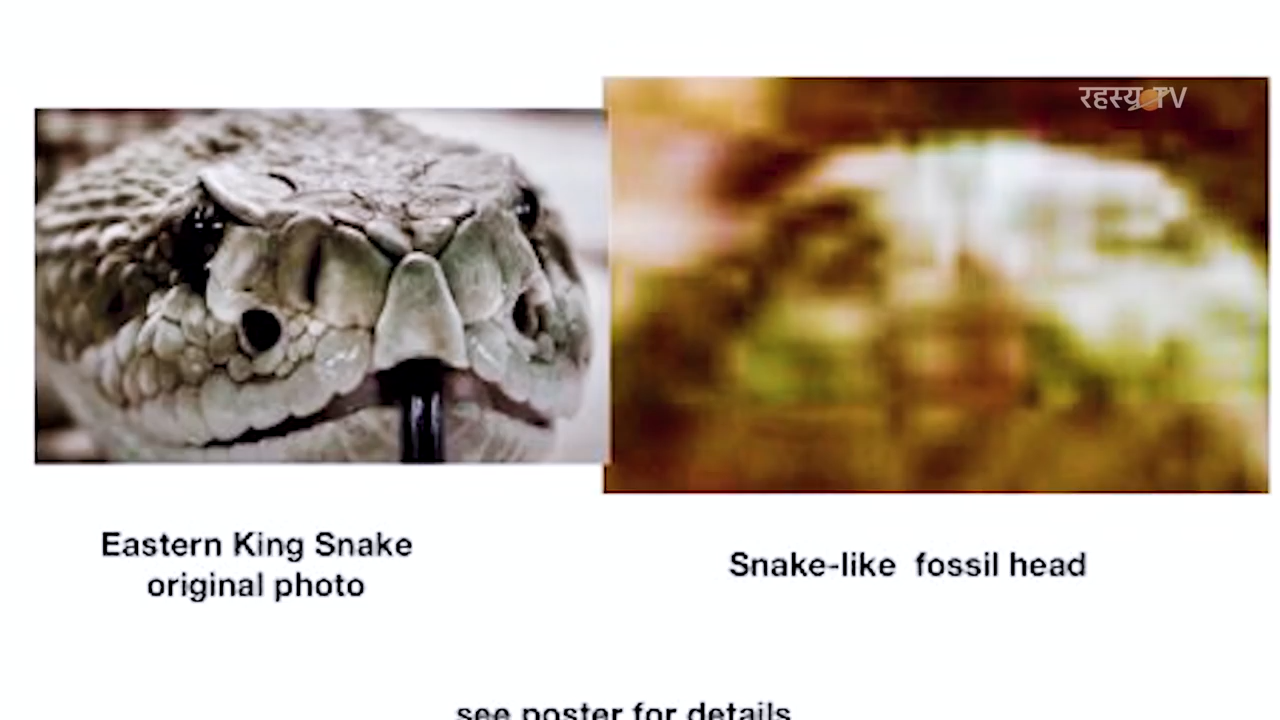 रहस्य TV
Eastern King Snake
original photo
Snake-like fossil head
see poster for details